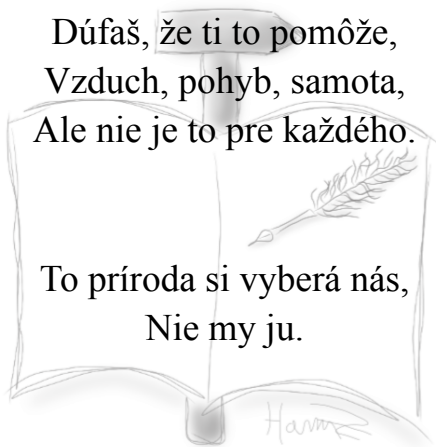 Dúfaš, že ti to pomôže,
Vzduch, pohyb, samota,
Ale nie je to pre každého.
To príroda si vyberá nás,
Nie my ju.